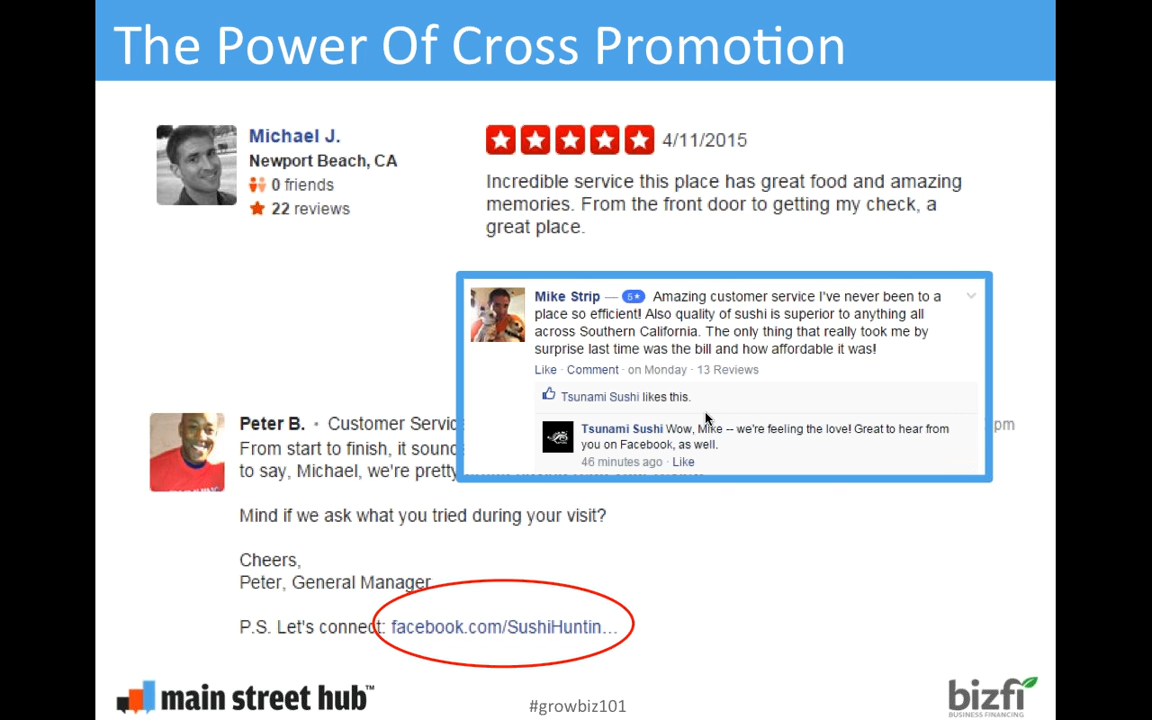 The Power Of Cross Promotion
Michael J.
Newport Beach, CA
0 friends
22 reviews
4/11/2015
Incredible service this place has great food and amazing
memories. From the front door to getting my check, a
great place.
Mike Strip — 5★ Amazing customer service I've never been to a
place so efficient! Also quality of sushi is superior to anything all
across Southern California. The only thing that really took me by
surprise last time was the bill and how affordable it was!
Like · Comment · on Monday · 13 Reviews
Tsunami Sushi likes this.
Tsunami Sushi Wow, Mike -- we're feeling the love! Great to hear from
you on Facebook, as well.
46 minutes ago · Like
Peter B. • Customer Servic
pm
From start to finish, it sound
to say, Michael, we're pretty
Mind if we ask what you tried during your visit?
Cheers,
Peter, General Manager
P.S. Let's connect: facebook.com/SushiHuntin...
main street hub™
#growbiz101
bizfi
BUSINESS FINANCING